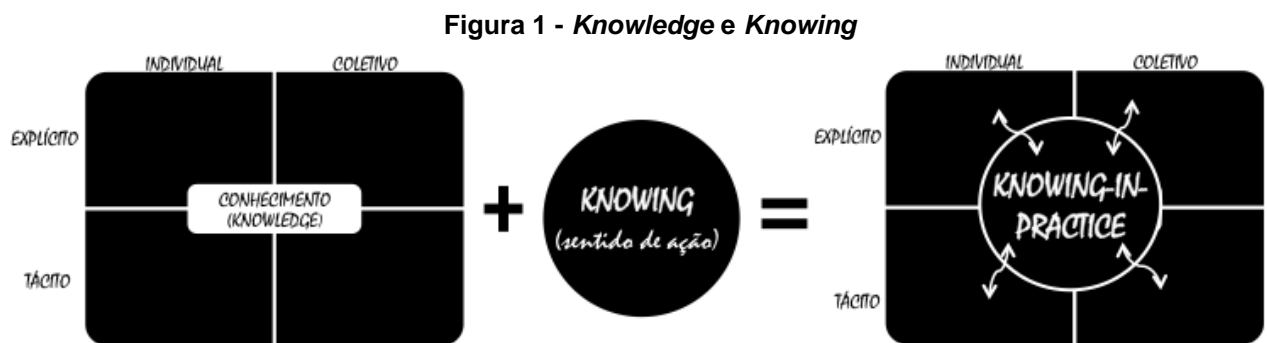 Figura 1 - Knowledge e Knowing
INDIVIDUAL COLETIVO
EXPLÍCITO
CONHECIMENTO
(KNOWLEDGE)
TÁCITO
+
KNOWING
(sentido de ação)
=
INDIVIDUAL COLETIVO
EXPLÍCITO
KNOWING-IN-
PRACTICE
TÁCITO